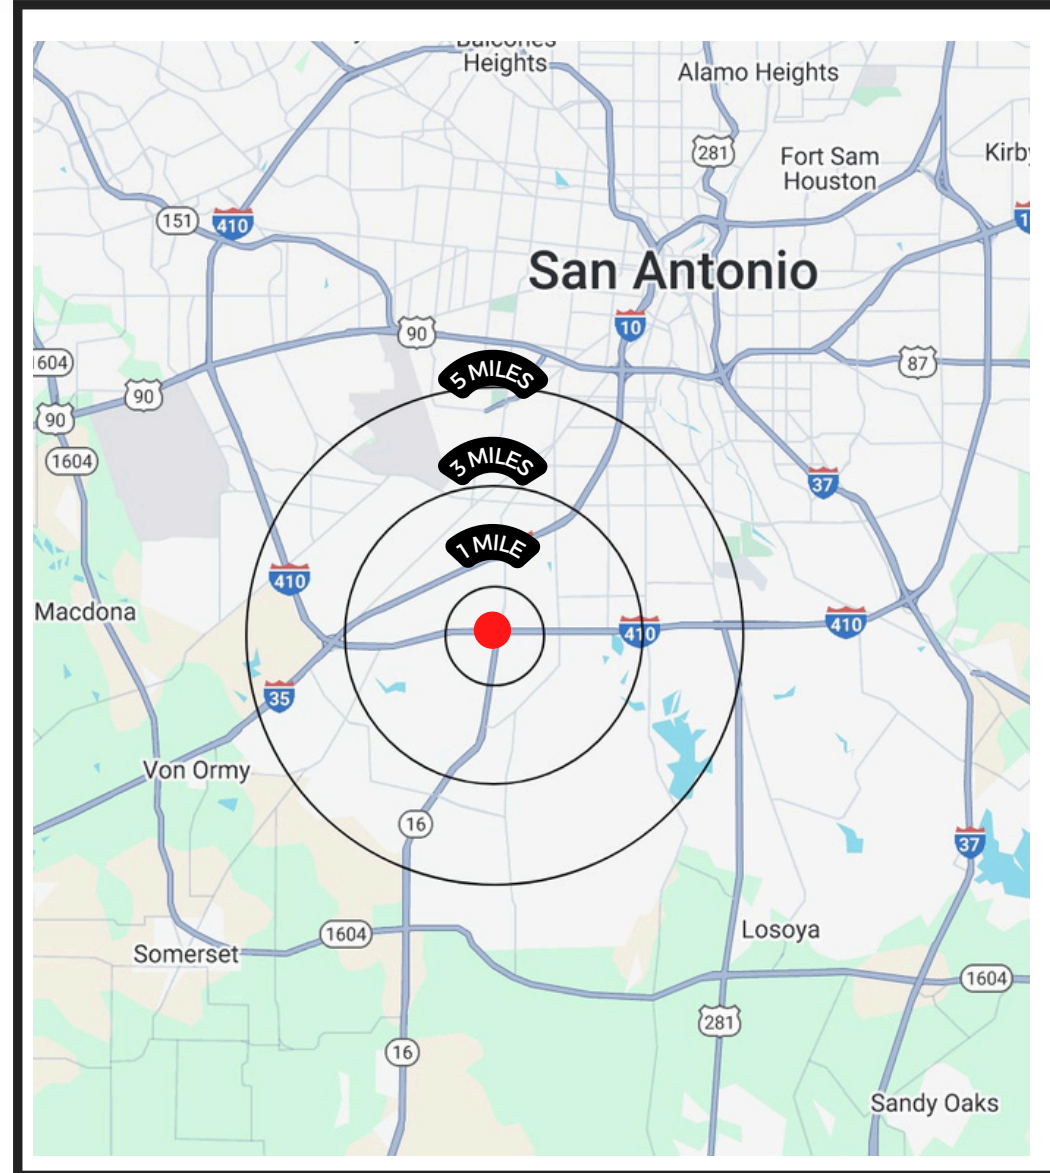 Balcones
Heights
Alamo Heights
281
Fort Sam
Houston
Kirby
151
410
1
San Antonio
10
90
1604
87
90
90
5 MILES
1604
3 MILES
37
1 MILE
410
Macdona
410
410
35
Von Ormy
16
37
1604
Losoya
Somerset
1604
281
16
Sandy Oaks